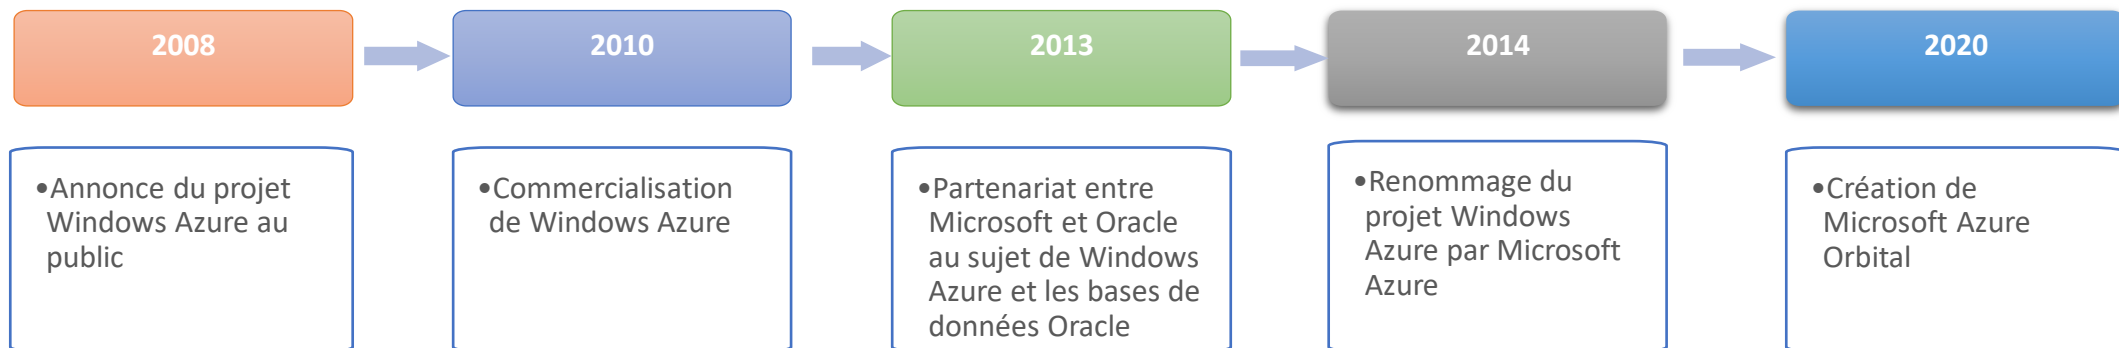 2008
2010
2013
2014
2020
•Annonce du projet
Windows Azure au
public
•Commercialisation
de Windows Azure
•Partenariat entre
Microsoft et Oracle
au sujet de Windows
Azure et les bases de
données Oracle
•Renommage du
projet Windows
Azure par Microsoft
Azure
•Création de
Microsoft Azure
Orbital